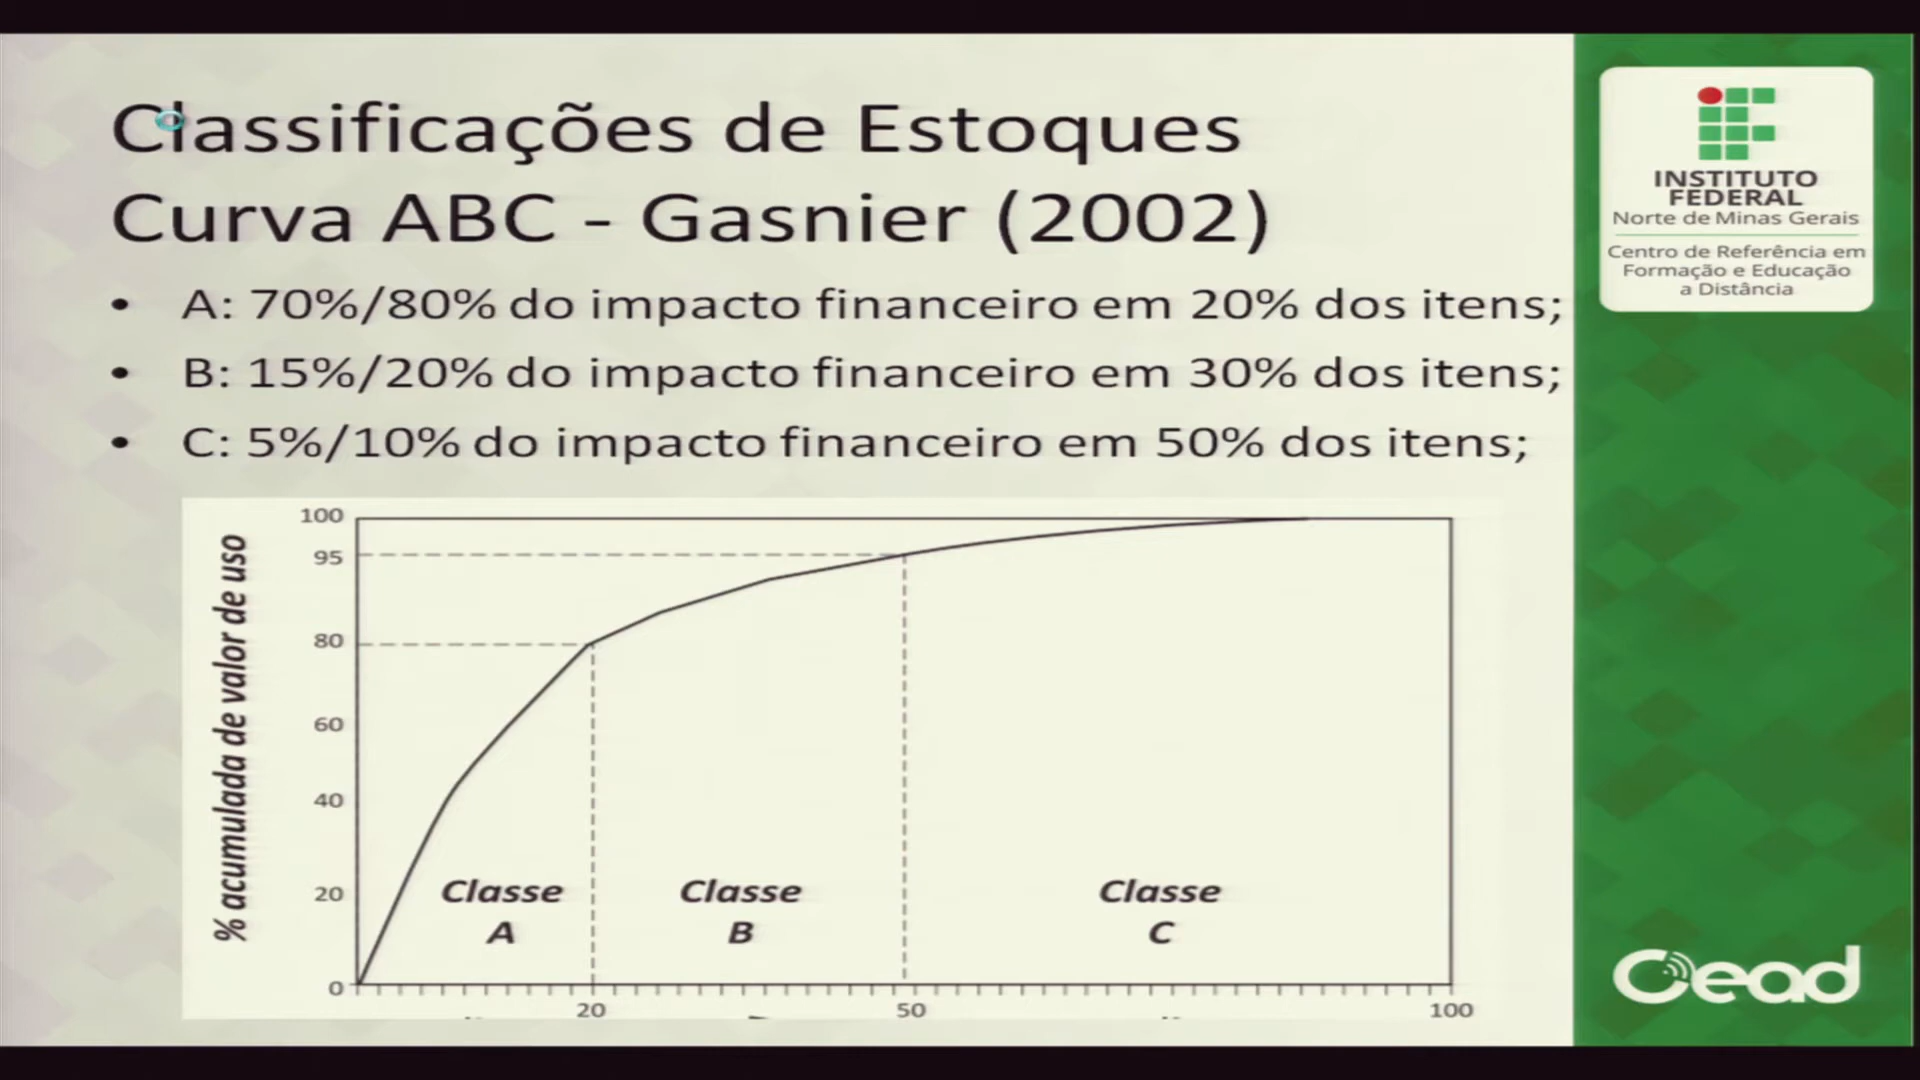 Classificações de Estoques
Curva ABC - Gasnier (2002)
• A: 70%/80% do impacto financeiro em 20% dos itens;
• B: 15%/20% do impacto financeiro em 30% dos itens;
• C: 5%/10% do impacto financeiro em 50% dos itens;
% acumulada de valor de uso
100
95
80
60
40
20
0
Classe
A
Classe
B
Classe
C
20
50
100
INSTITUTO
FEDERAL
Norte de Minas Gerais
Centro de Referência em
Formação e Educação
a Distância
Cead